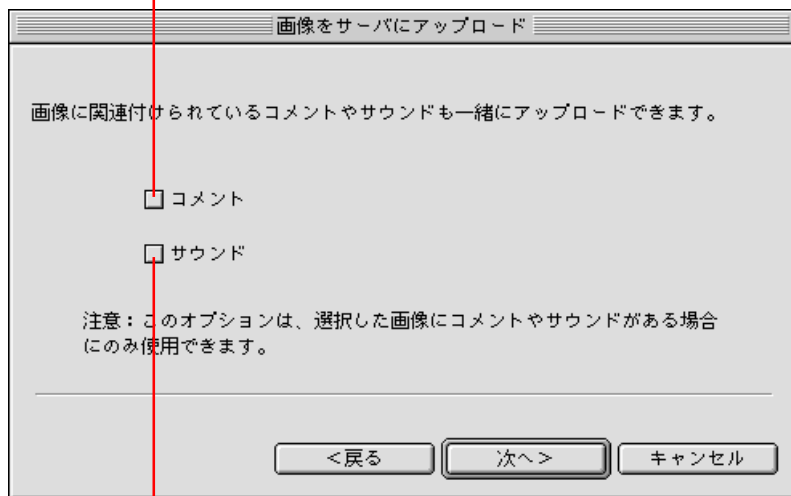 画像をサーバにアップロード
画像に関連付けられているコメントやサウンドも一緒にアップロードできます。
コメント
サウンド
注意：このオプションは、選択した画像にコメントやサウンドがある場合
にのみ使用できます。
<戻る
次へ>
キャンセル